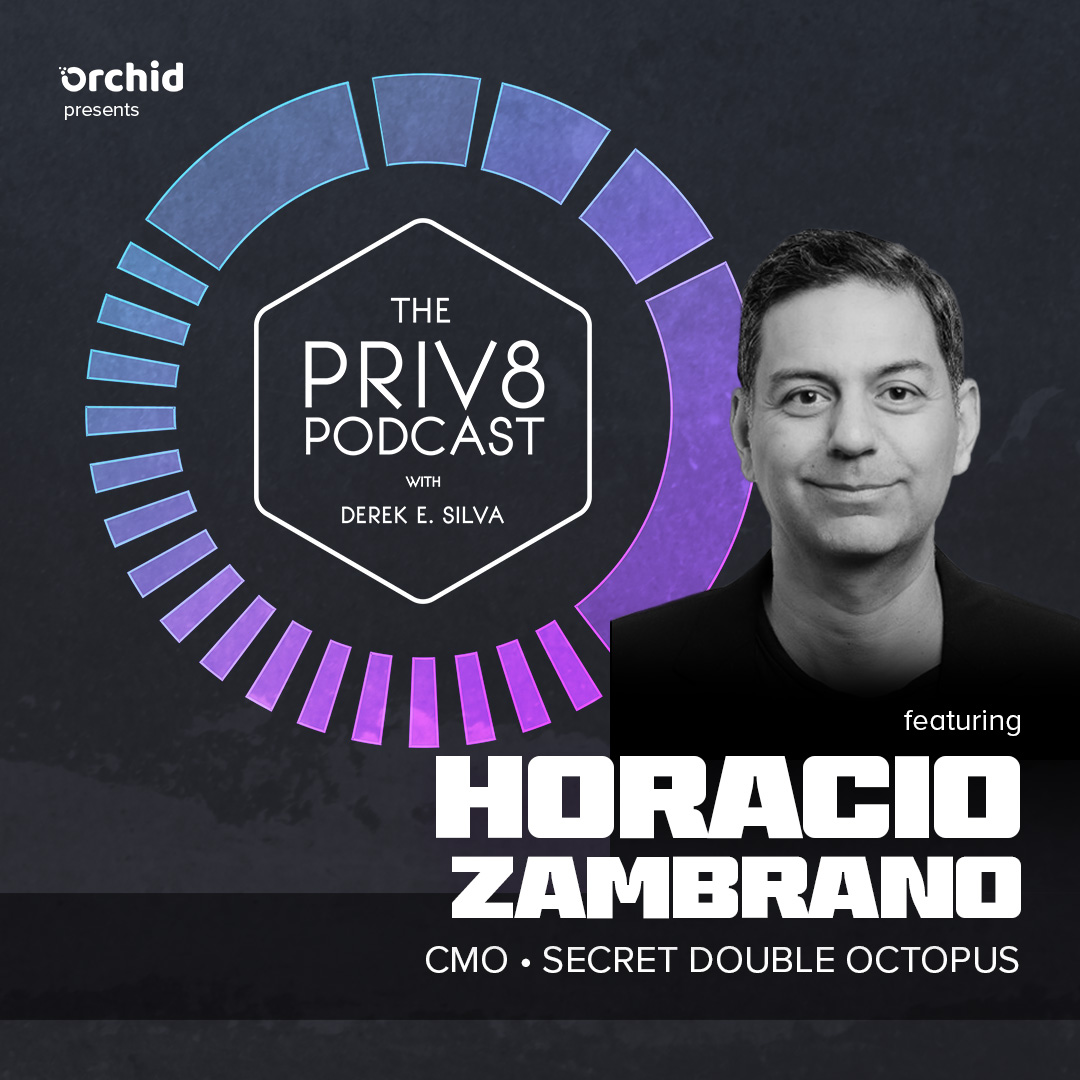 Orchid
presents
THE
PRIV8
PODCAST
WITH
DEREK E. SILVA
featuring
HORACIO
ZAMBRANO
CMO • SECRET DOUBLE OCTOPUS